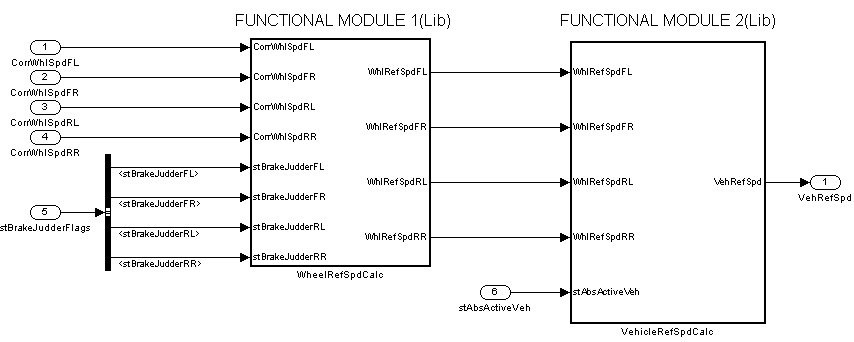 FUNCTIONAL MODULE 1(Lib)
FUNCTIONAL MODULE 2(Lib)
1
CorrWhlSpdFL
2
CorrWhlSpdFR
3
CorrWhlSpdRL
4
CorrWhlSpdRR
5
stBrakeJudderFlags
<stBrakeJudderFL>
<stBrakeJudderFR>
<stBrakeJudderRL>
<stBrakeJudderRR>
CorrWhlSpdFL
CorrWhlSpdFR
CorrWhlSpdRL
CorrWhlSpdRR
stBrakeJudderFL
stBrakeJudderFR
stBrakeJudderRL
stBrakeJudderRR
WhlRefSpdFL
WhlRefSpdFR
WhlRefSpdRL
WhlRefSpdRR
WheelRefSpdCalc
6
stAbsActiveVeh
WhlRefSpdFL
WhlRefSpdFR
WhlRefSpdRL
WhlRefSpdRR
stAbsActiveVeh
VehRefSpd
VehicleRefSpdCalc
1
VehRefSpd